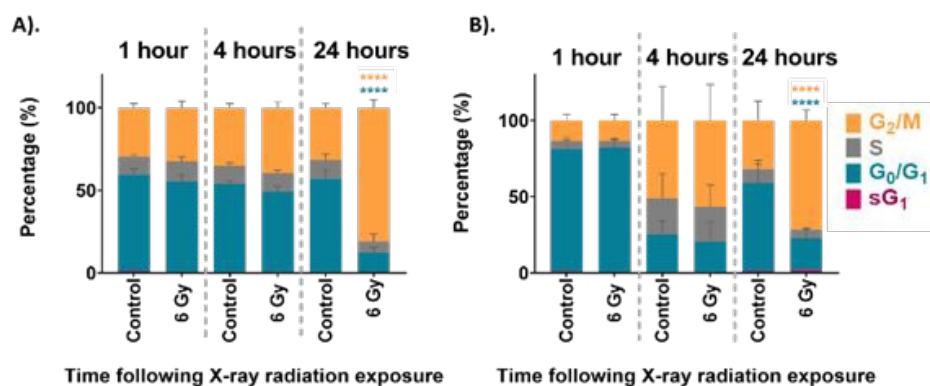 A).
1 hour 4 hours 24 hours
****
****
Percentage (%)
100
50
0
Control
6 Gy
Control
6 Gy
Control
6 Gy
Time following X-ray radiation exposure
B).
1 hour 4 hours 24 hours
****
****
Percentage (%)
100
50
0
Control
6 Gy
Control
6 Gy
Control
6 Gy
Time following X-ray radiation exposure
G₂/M
S
G₀/G₁
sG₁